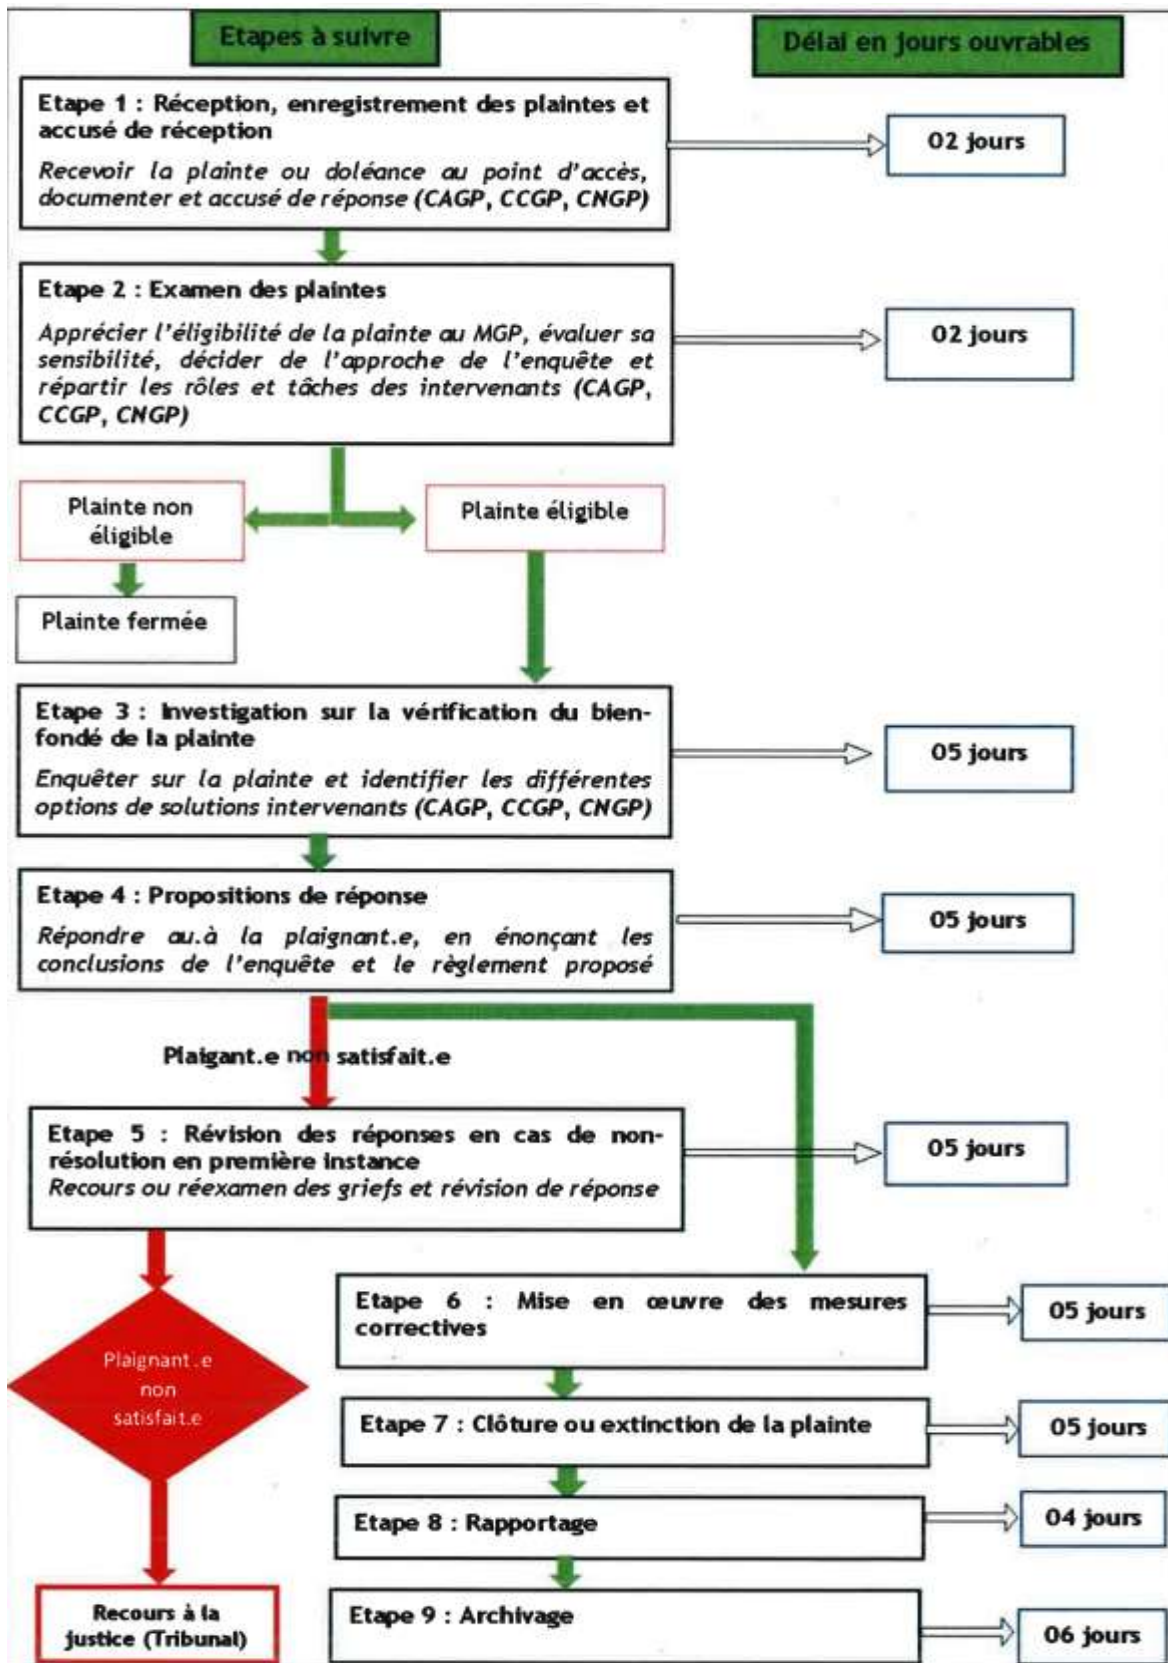 Etapes à suivre
Délai en jours ouvrables
Etape 1 : Réception, enregistrement des plaintes et
accusé de réception
Recevoir la plainte ou doléance au point d'accès,
documenter et accusé de réponse (CAGP, CCGP, CNGP)
02 jours
Etape 2 : Examen des plaintes
Apprécier l'éligibilité de la plainte au MGP, évaluer sa
sensibilité, décider de l'approche de l'enquête et
répartir les rôles et tâches des intervenants (CAGP,
CCGP, CNGP)
02 jours
Plainte non
éligible
Plainte éligible
Plainte fermée
Etape 3 : Investigation sur la vérification du bien-
fondé de la plainte
Enquêter sur la plainte et identifier les différentes
options de solutions intervenants (CAGP, CCGP, CNGP)
05 jours
Etape 4 : Propositions de réponse
Répondre au.à la plaignant.e, en énonçant les
conclusions de l'enquête et le règlement proposé
05 jours
Plaigant.e non satisfait.e
Etape 5 : Révision des réponses en cas de non-
résolution en première instance
Recours ou réexamen des griefs et révision de réponse
05 jours
Plaignant.e
non
satisfait.e
Recours à la
justice (Tribunal)
Etape 6 : Mise en œuvre des mesures
correctives
05 jours
Etape 7 : Clôture ou extinction de la plainte
05 jours
Etape 8 : Rapportage
04 jours
Etape 9 : Archivage
06 jours